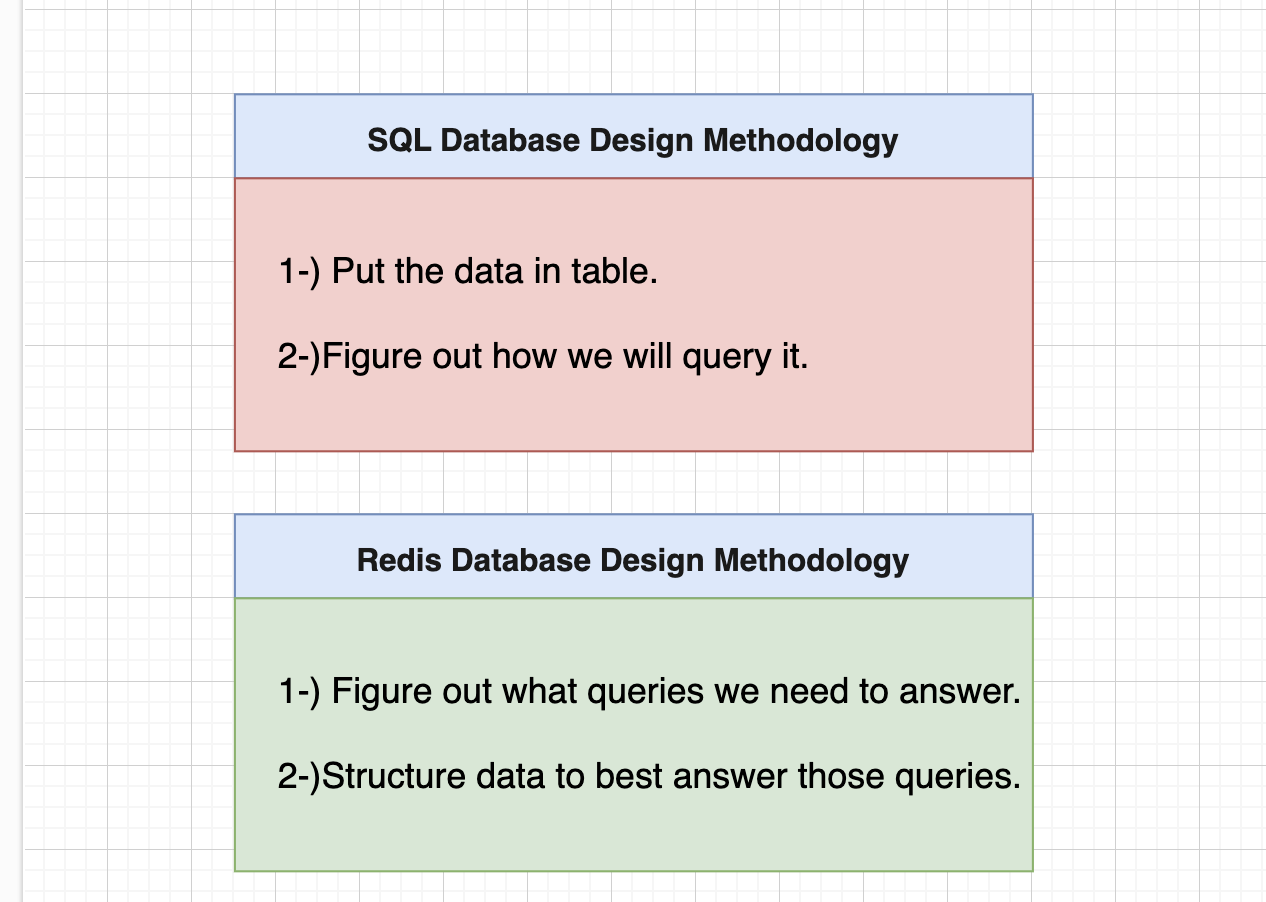 SQL Database Design Methodology
1-) Put the data in table.
2-)Figure out how we will query it.
Redis Database Design Methodology
1-) Figure out what queries we need to answer.
2-)Structure data to best answer those queries.